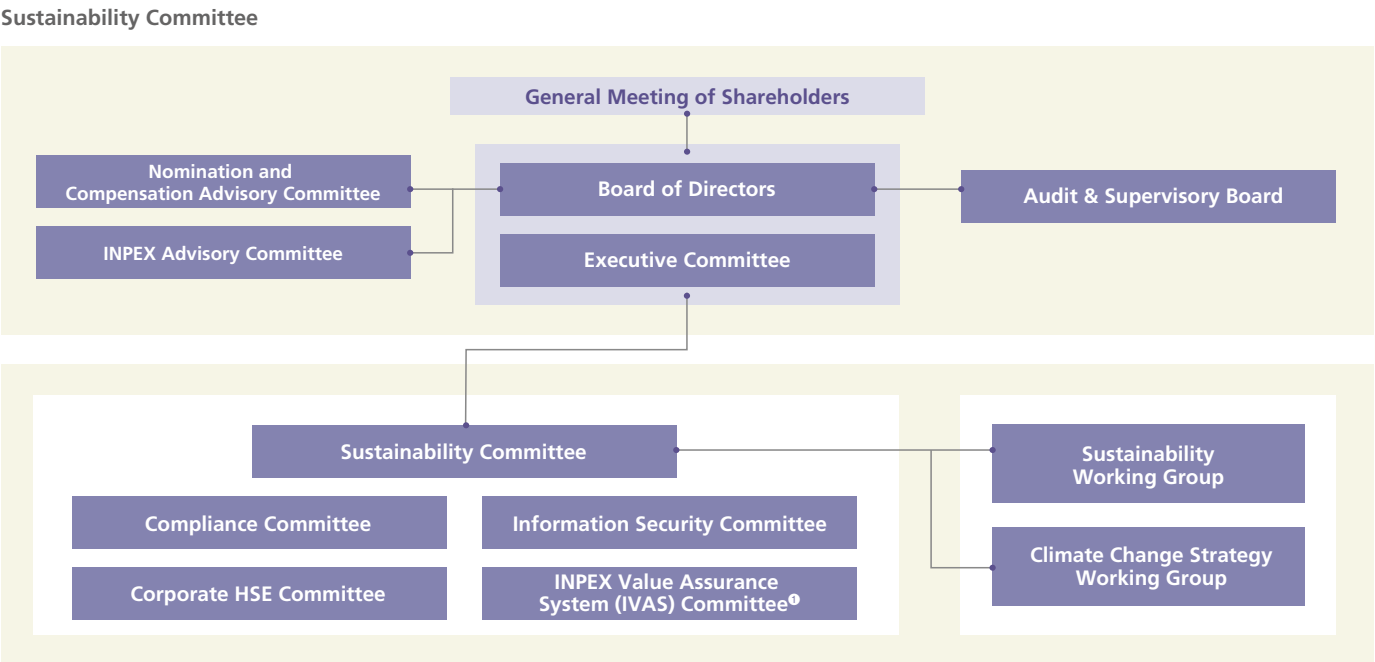 Sustainability Committee
General Meeting of Shareholders
Nomination and
Compensation Advisory Committee
Board of Directors
Audit & Supervisory Board
INPEX Advisory Committee
Executive Committee
Sustainability Committee
Sustainability
Working Group
Compliance Committee
Information Security Committee
Climate Change Strategy
Working Group
Corporate HSE Committee
INPEX Value Assurance
System (IVAS) Committee❶